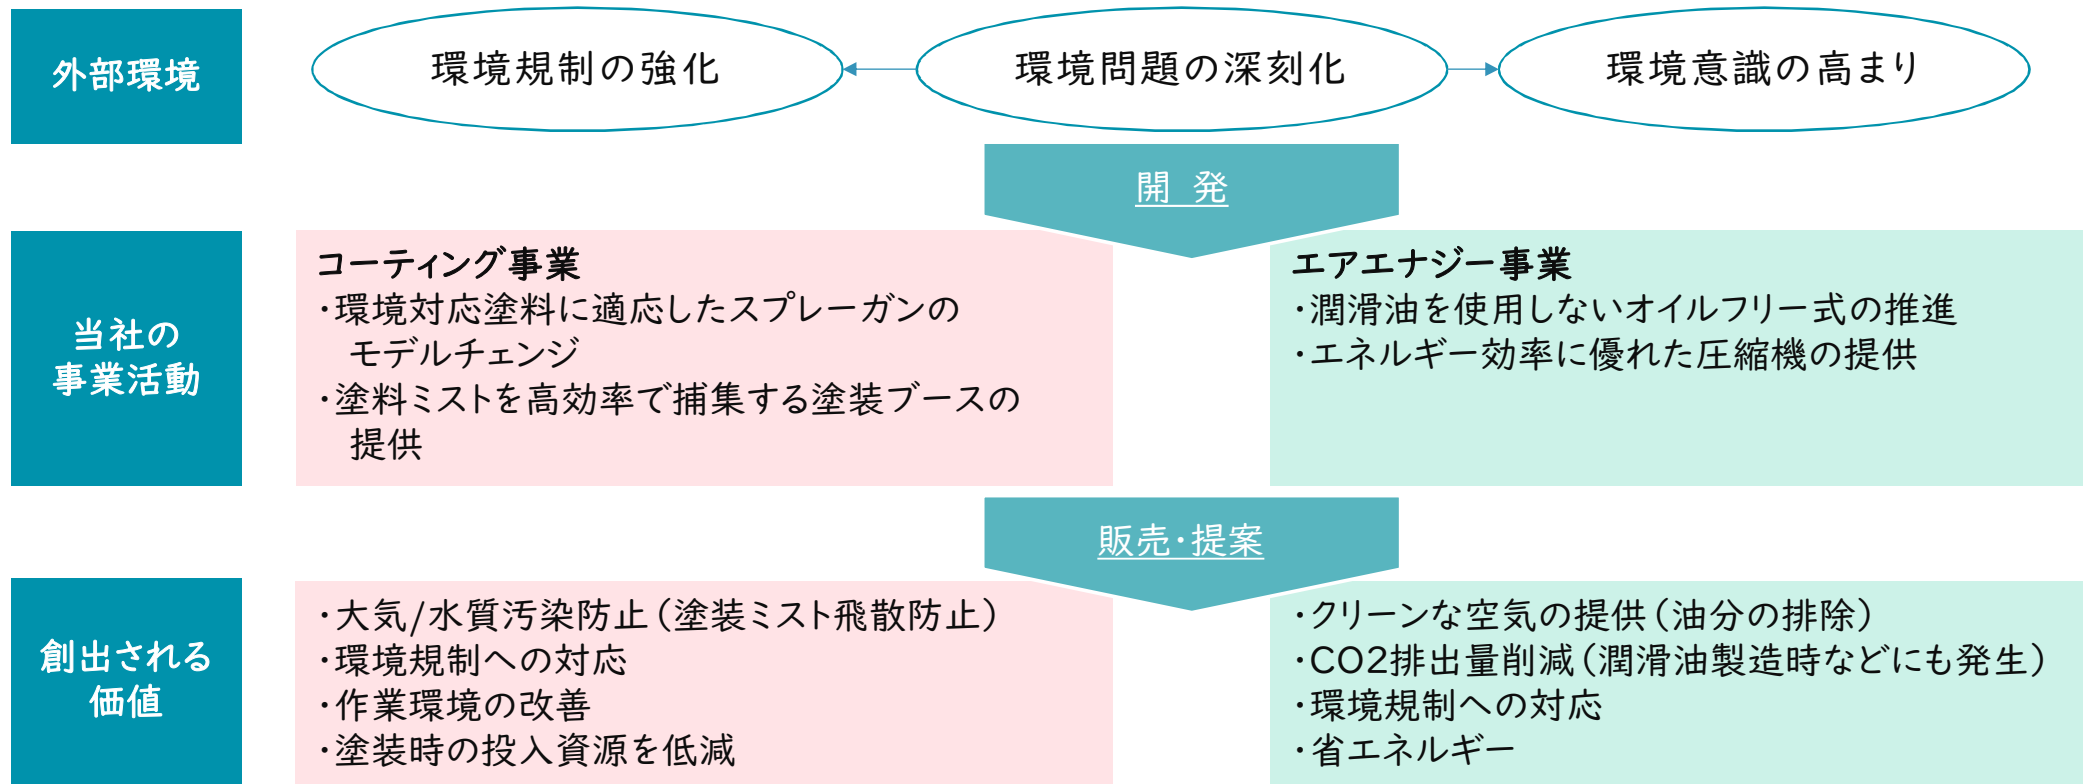 外部環境
環境規制の強化
環境問題の深刻化
環境意識の高まり
開 発
当社の
事業活動
コーティング事業
・環境対応塗料に適応したスプレーガンの
モデルチェンジ
・塗料ミストを高効率で捕集する塗装ブースの
提供
エアエナジー事業
・潤滑油を使用しないオイルフリー式の推進
・エネルギー効率に優れた圧縮機の提供
販売・提案
創出される
価値
・大気/水質汚染防止(塗装ミスト飛散防止)
・環境規制への対応
・作業環境の改善
・塗装時の投入資源を低減
・クリーンな空気の提供(油分の排除)
・CO2排出量削減(潤滑油製造時などにも発生)
・環境規制への対応
・省エネルギー